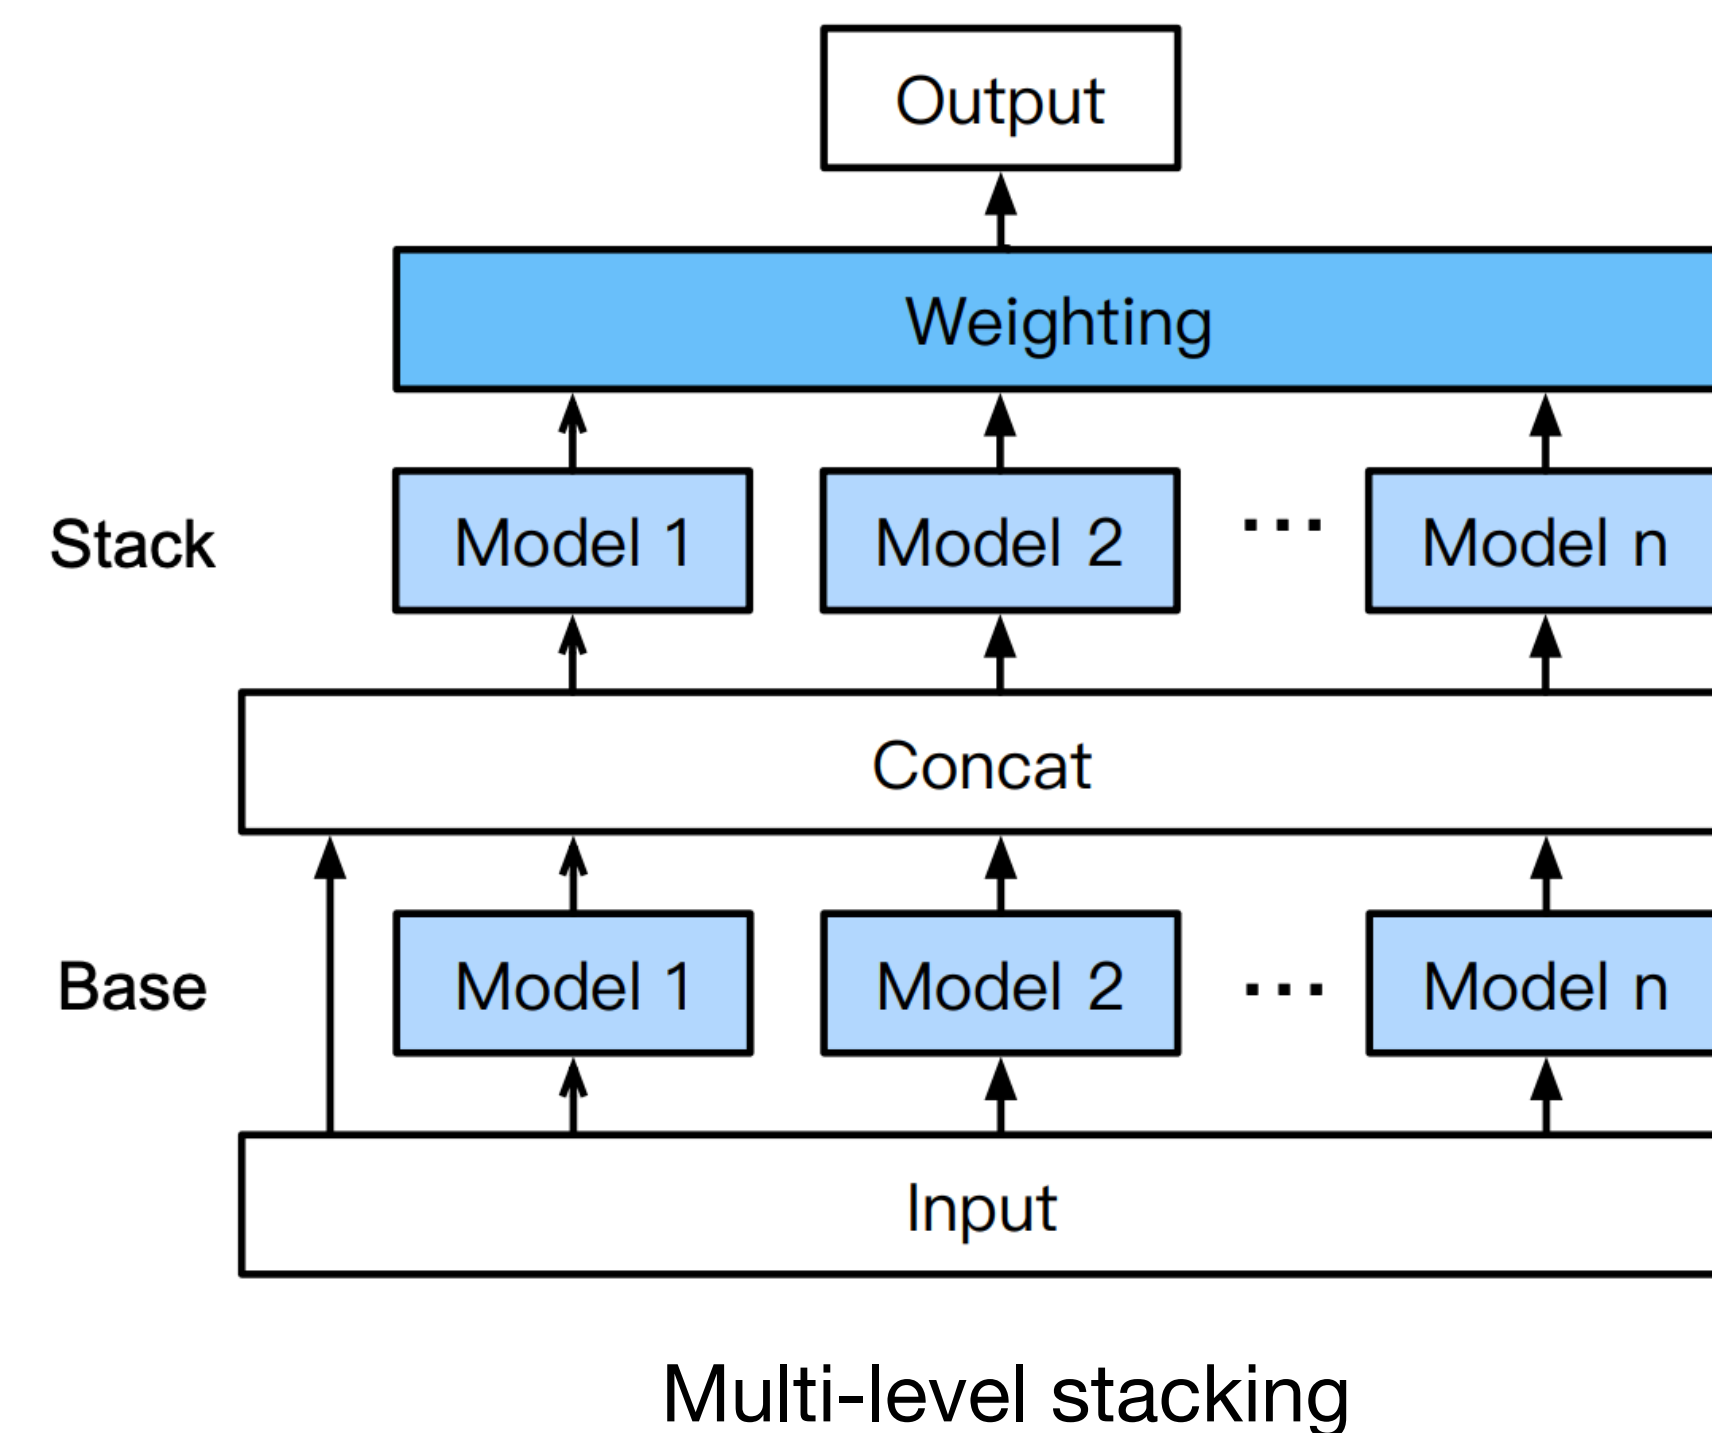 Output
Weighting
Stack
Model 1
Model 2
...
Model n
Concat
Base
Model 1
Model 2
...
Model n
Input
Multi-level stacking